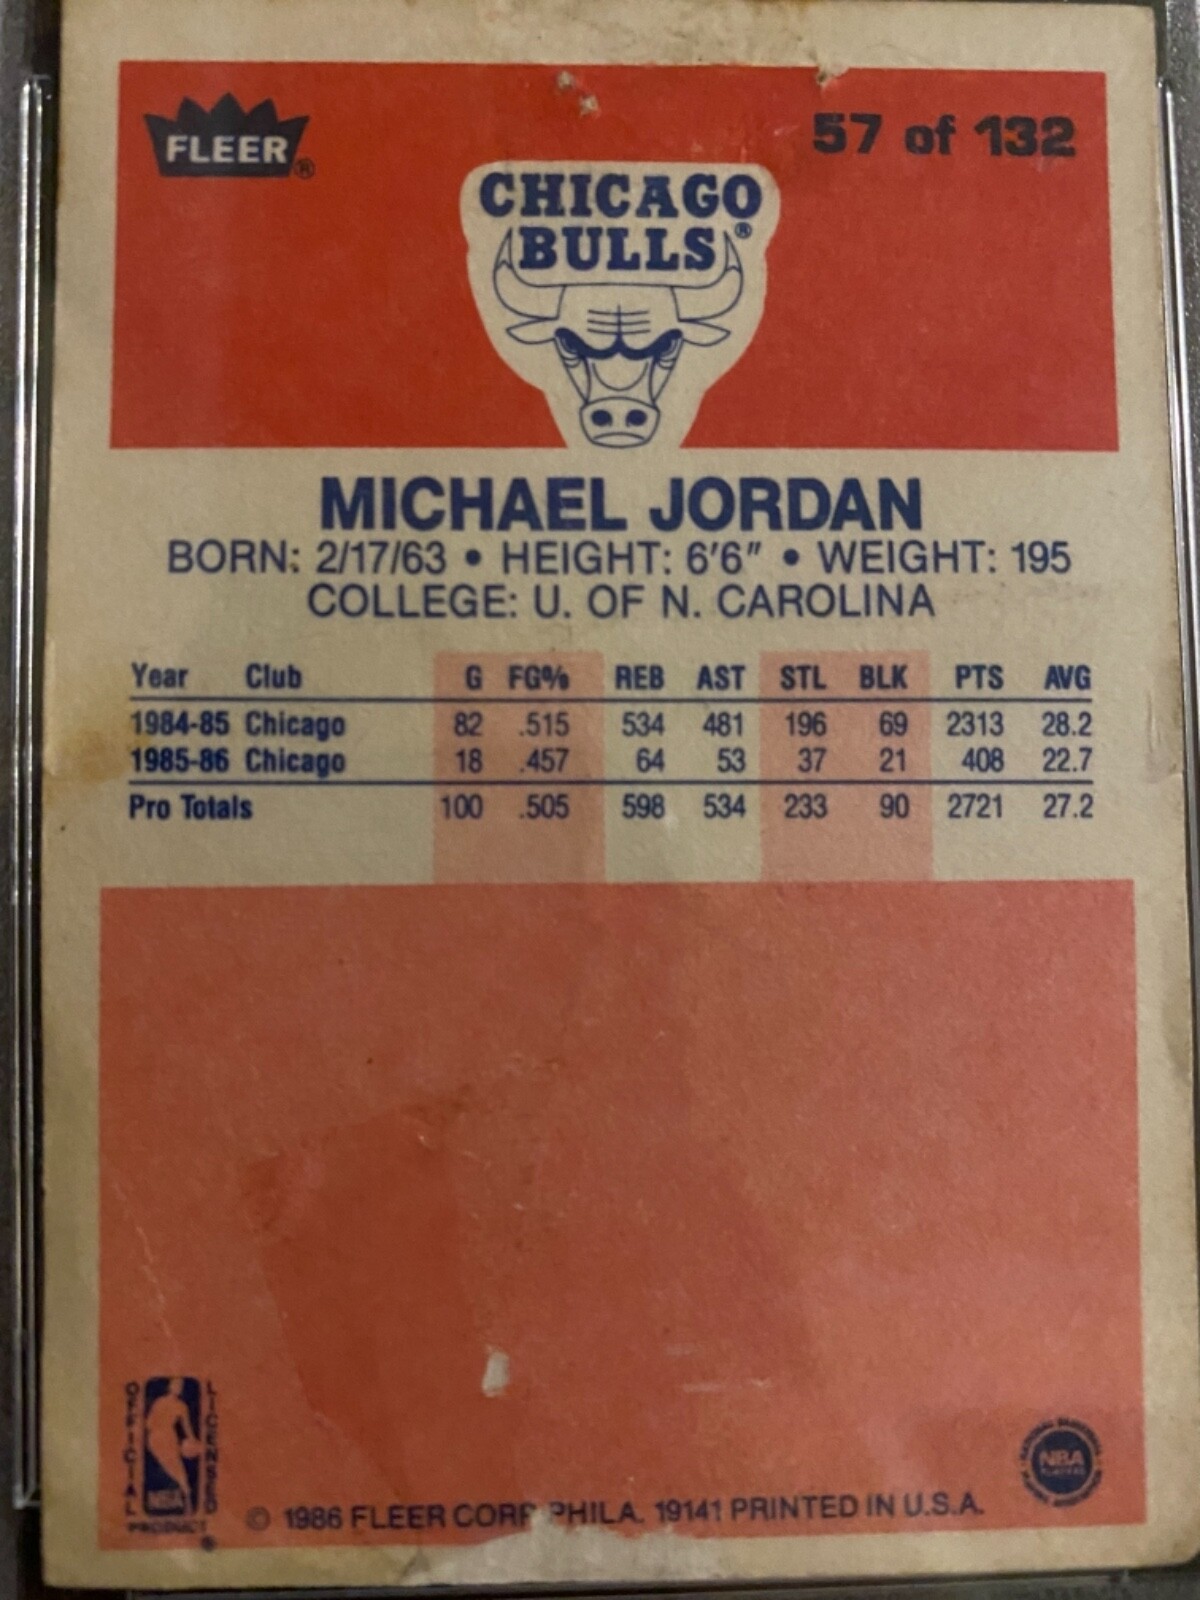 FLEER®
57 of 132
CHICAGO
BULLS®
MICHAEL JORDAN
BORN: 2/17/63 • HEIGHT: 6'6" • WEIGHT: 195
COLLEGE: U. OF N. CAROLINA
Year Club G FG% REB AST STL BLK PTS AVG
1984-85 Chicago 82 .515 534 481 196 69 2313 28.2
1985-86 Chicago 18 .457 64 53 37 21 408 22.7
Pro Totals 100 .505 598 534 233 90 2721 27.2
OFFICIAL
LICENSED
NBA
PRODUCT
© 1986 FLEER CORP PHILA. 19141 PRINTED IN U.S.A.
NBA
PLAYERS